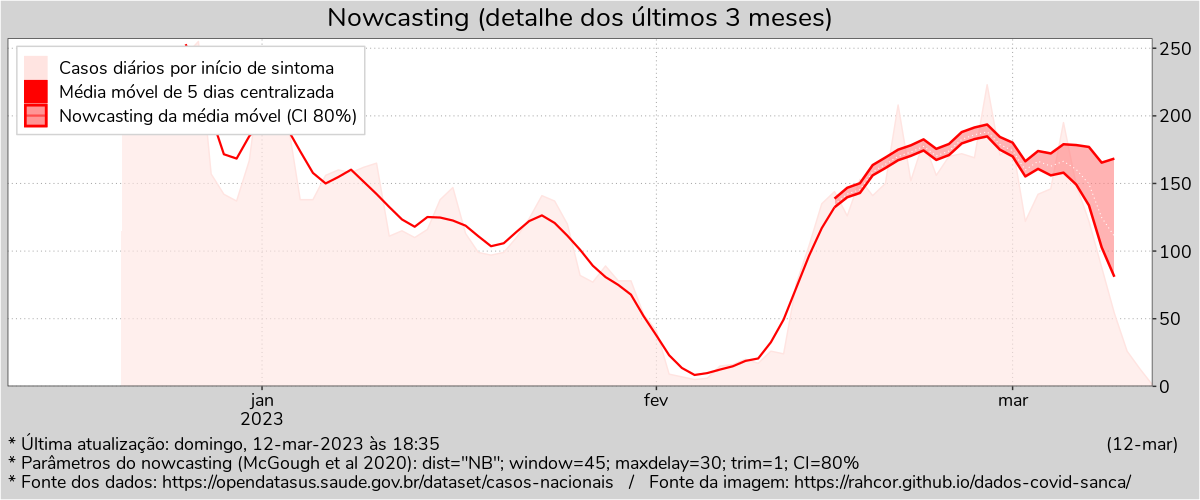 Nowcasting (detalhe dos últimos 3 meses)
Casos diários por início de sintoma
Média móvel de 5 dias centralizada
Nowcasting da média móvel (CI 80%)
250
200
150
100
50
0
jan
2023
fev
mar
* Última atualização: domingo, 12-mar-2023 às 18:35
(12-mar)
* Parâmetros do nowcasting (McGough et al 2020): dist="NB"; window=45; maxdelay=30; trim=1; CI=80%
* Fonte dos dados: https://opendatasus.saude.gov.br/dataset/casos-nacionais / Fonte da imagem: https://rahcor.github.io/dados-covid-sanca/